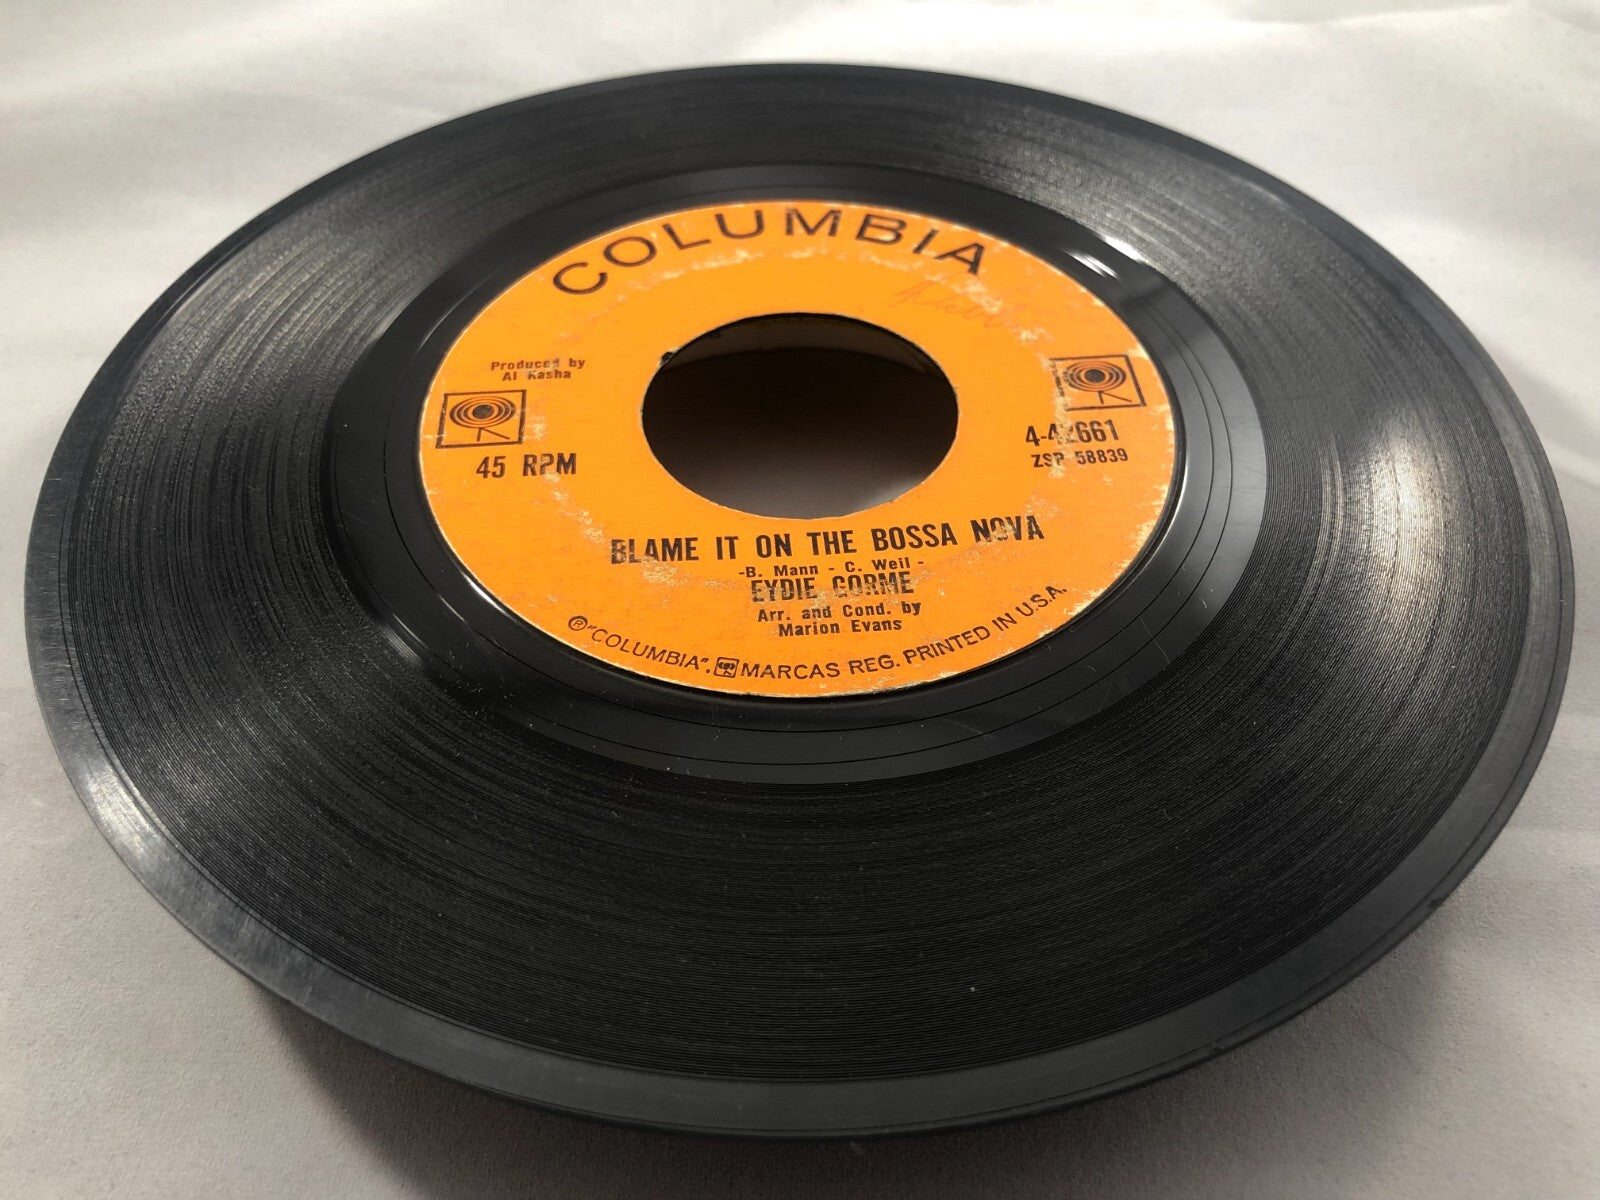 COLUMBIA
Produced by
Al Kasha
45 RPM
4-42661
ZSP 58839
BLAME IT ON THE BOSSA NOVA
-B. Mann - C. Weil -
EYDIE GORME
Arr. and Cond. by
Marion Evans
® "COLUMBIA", MARCAS REG. PRINTED IN U.S.A.